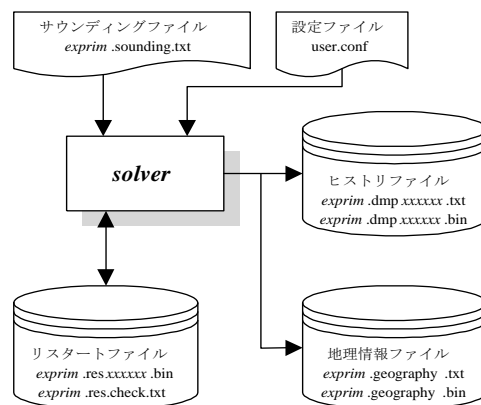 サウンディングファイル
exprim .sounding.txt
設定ファイル
user.conf
solver
ヒストリファイル
exprim .dmp xxxxxx .txt
exprim .dmp xxxxxx .bin
リスタートファイル
exprim .res.xxxxxx .bin
exprim .res.check.txt
地理情報ファイル
exprim .geography .txt
exprim .geography .bin